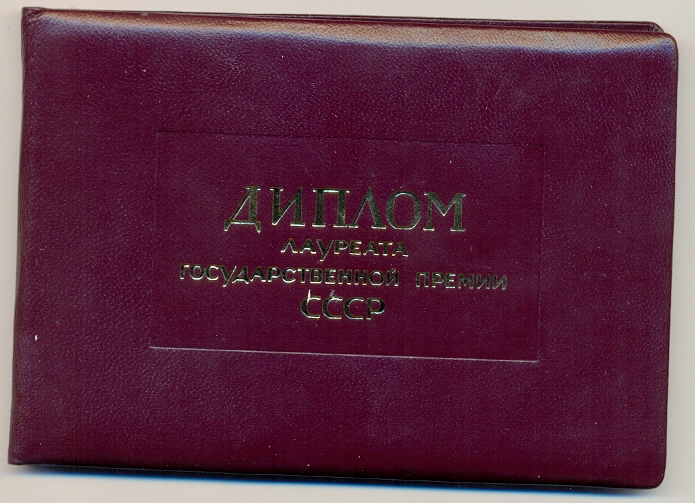 ДИПЛОМ
ЛАУРЕАТА
ГОСУДАРСТВЕННОЙ ПРЕМИИ
СССР